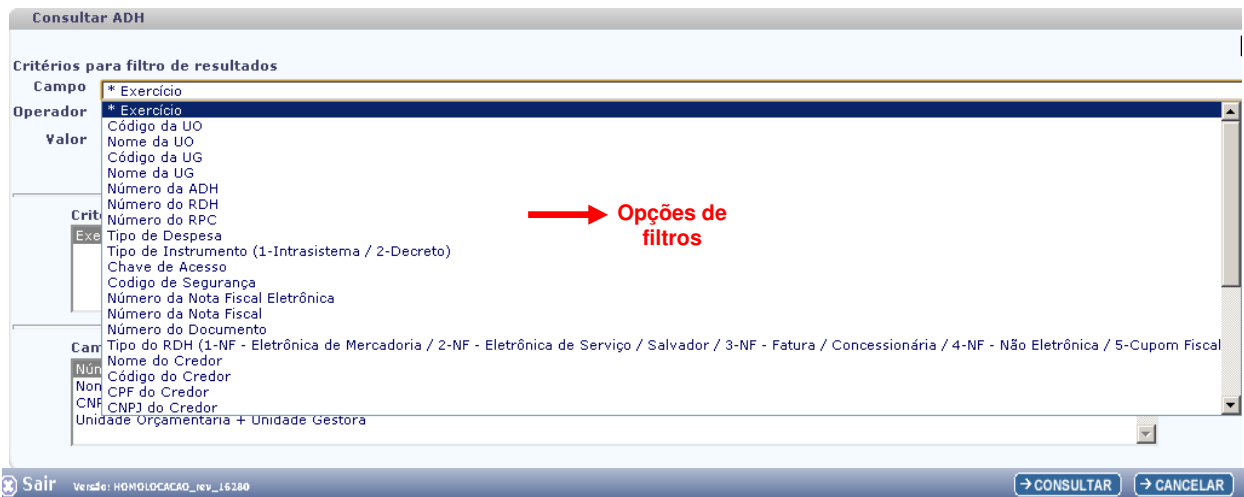 Consultar ADH
Critérios para filtro de resultados
Campo * Exercício
Operador * Exercício
Código da UO
Valor Nome da UO
Código da UG
Nome da UG
Número da ADH
Número do RDH
Número do RPC
Tipo de Despesa
Tipo de Instrumento (1-Intrasistema / 2-Decreto)
Chave de Acesso
Codigo de Segurança
Número da Nota Fiscal Eletrônica
Número da Nota Fiscal
Número do Documento
Tipo do RDH (1-NF - Eletrônica de Mercadoria / 2-NF - Eletrônica de Serviço / Salvador / 3-NF - Fatura / Concessionária / 4-NF - Não Eletrônica / 5-Cupom Fiscal
Nome do Credor
Código do Credor
CPF do Credor
CNPJ do Credor
Unidade Orçamentária + Unidade Gestora
Opções de
filtros
Sair Versão: HOMOLOCACAO_rev_16280
CONSULTAR CANCELAR